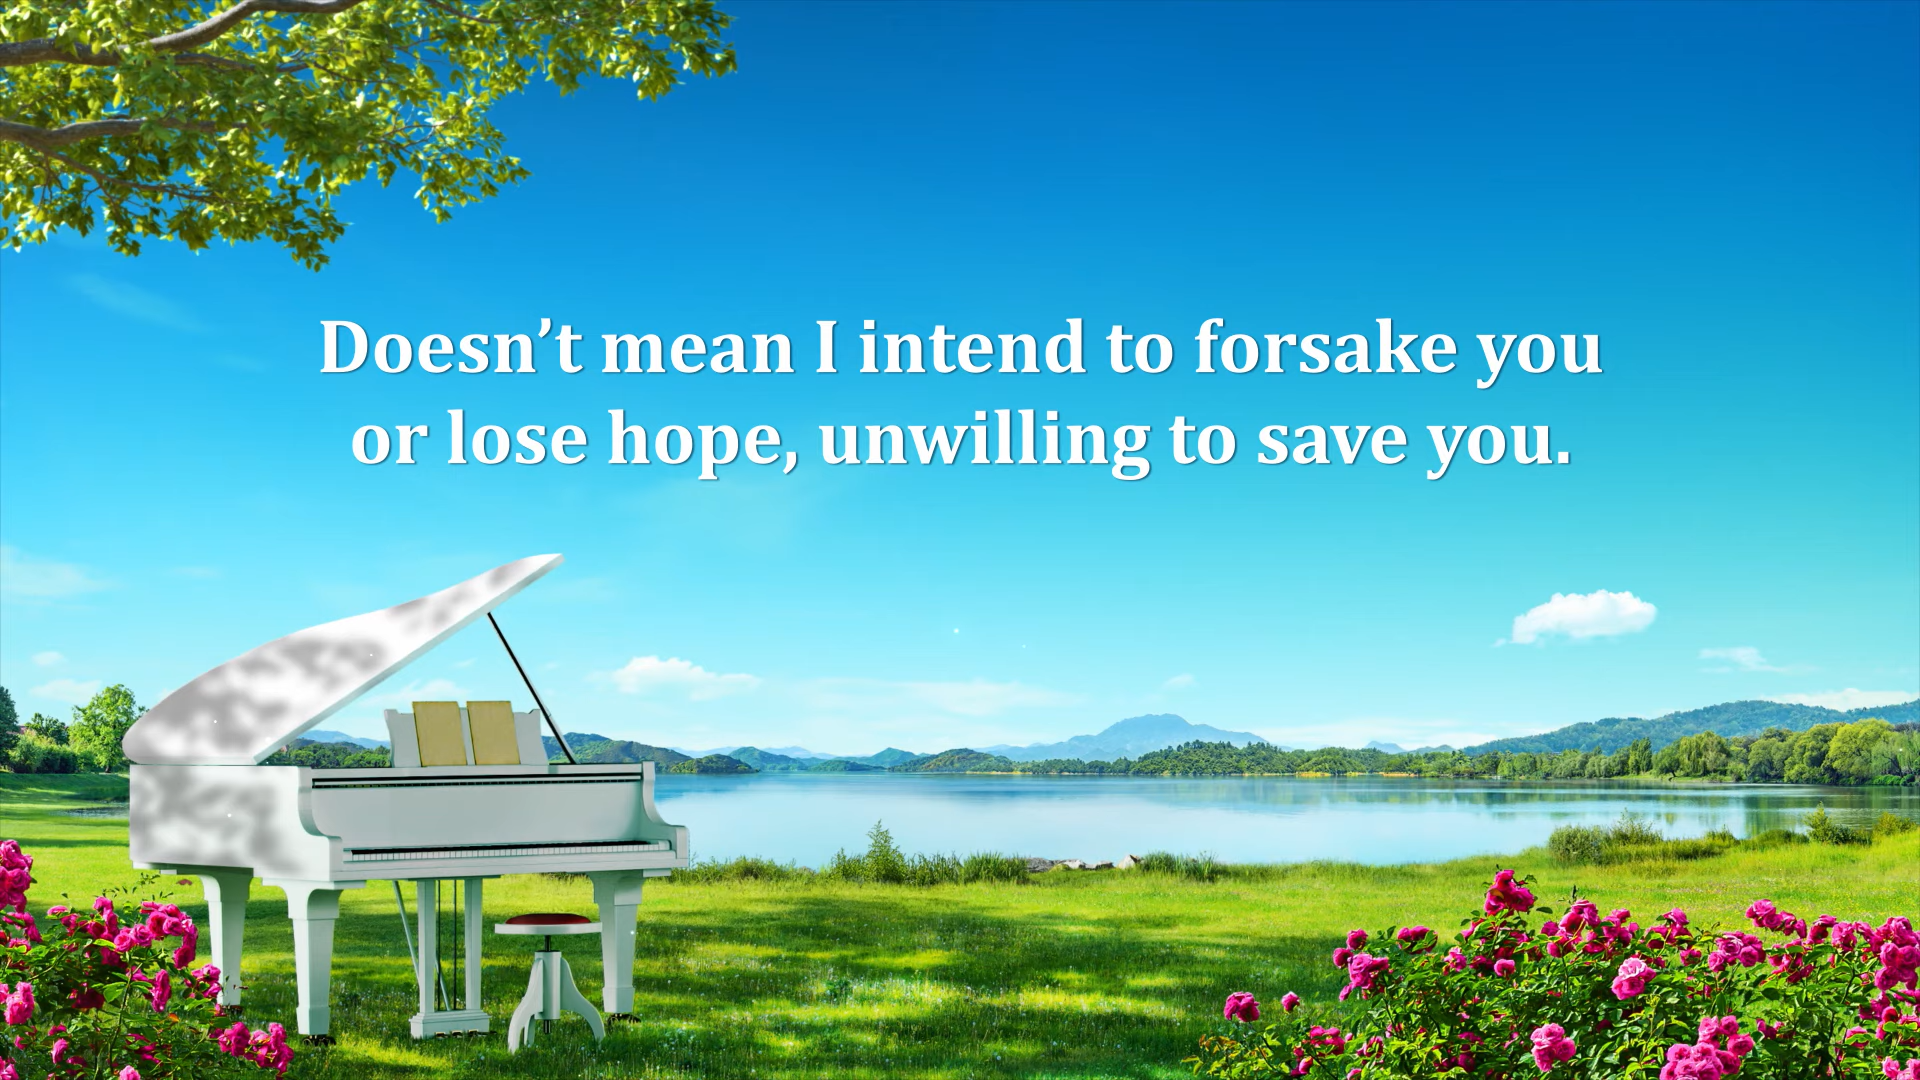 Doesn’t mean I intend to forsake you
or lose hope, unwilling to save you.